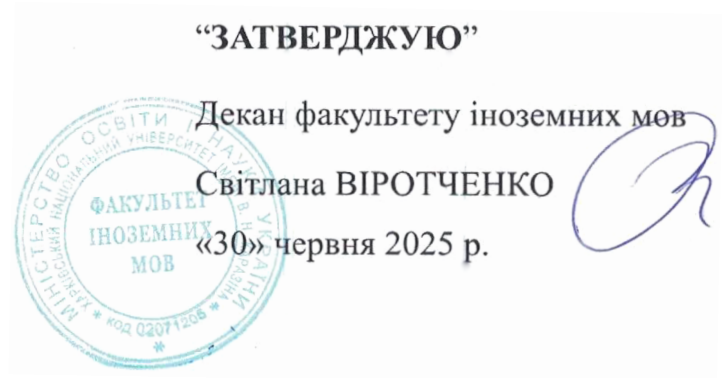 “ЗАТВЕРДЖУЮ”
Декан факультету іноземних мов
Світлана ВІРОТЧЕНКО
«30» червня 2025 р.
МІНІСТЕРСТВО ОСВІТИ І НАУКИ УКРАЇНИ
ХАРКІВСЬКИЙ НАЦІОНАЛЬНИЙ УНІВЕРСИТЕТ В. Н. КАРАЗІНА
* код 02071205 *
ФАКУЛЬТЕТ
ІНОЗЕМНИХ
МОВ